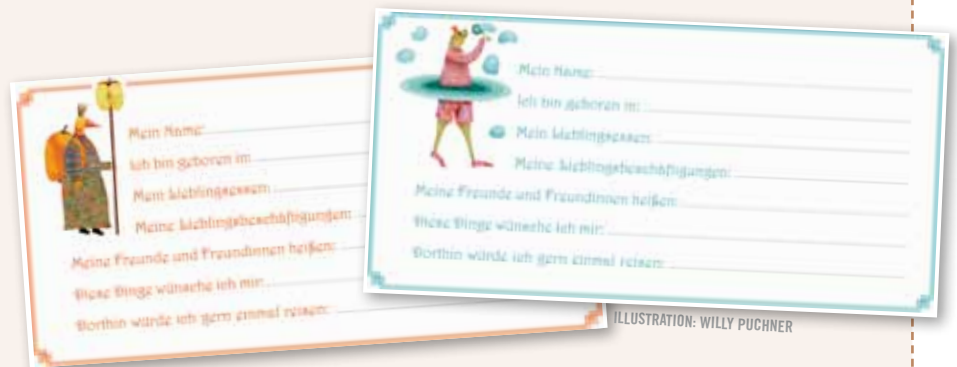 Mein Name:
Ich bin geboren in:
Mein Lieblingsessen:
Meine Lieblingsbeschäftigungen:
Meine Freunde und Freundinnen heißen:
Diese Dinge wünsche ich mir:
Dorthin würde ich gern einmal reisen:
Mein Name:
Ich bin geboren in:
Mein Lieblingsessen:
Meine Lieblingsbeschäftigungen:
Meine Freunde und Freundinnen heißen:
Diese Dinge wünsche ich mir:
Dorthin würde ich gern einmal reisen:
ILLUSTRATION: WILLY PUCHNER